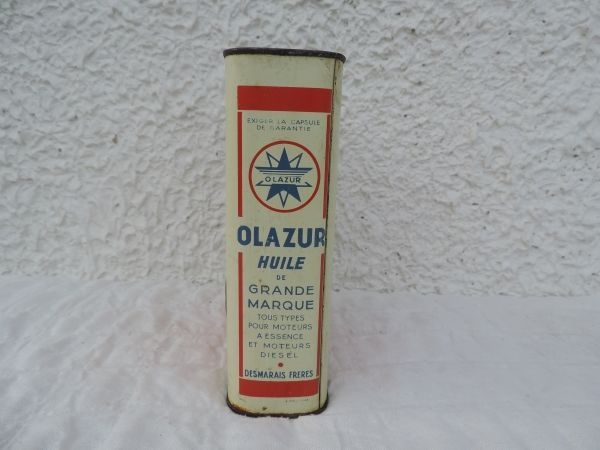 EXIGER LA CAPSULE
DE GARANTIE
OLAZUR
OLAZUR
HUILE
DE
GRANDE
MARQUE
TOUS TYPES
POUR MOTEURS
A ESSENCE
ET MOTEURS
DIESEL
DESMARAIS FRERES